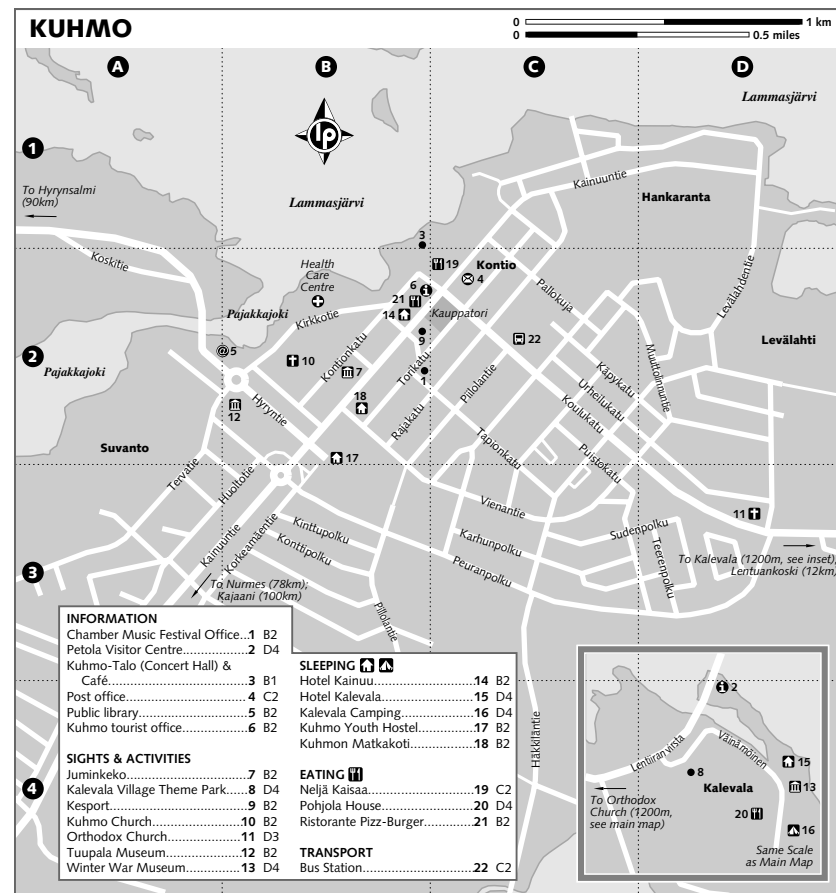 KUHMO
0 1 km
0 0.5 miles
A B C D
Lammasjärvi
1
lp
To Hyrynsalmi
(90km)
Kainuuntie
Hankaranta
Lammasjärvi
3
Koskitie
19 Kontio
4
Health
Care
Centre
6
21
14
Kauppatori
Pallokuja
Levälahdentie
Pajakkajoki
Kirkkotie
9
22
Levälahti
2
@ 5
Pajakkajoki
10
Kontionkatu
7
Torikatu
1
Piilolantie
Käpykatu
Urheilukatu
Koulukatu
Muuttolinnuntie
18
12
Hyryntie
Rajakatu
Tapionkatu
Puistokatu
Suvanto
17
Tervatie
Huoltotie
Vienantie
11
Kainuuntie
Korkeamäentie
Kinttupolku
Konttipolku
Karhunpolku
Peuranpolku
Sudenpolku
Teerenpolku
3
To Nurmes (78km);
Kajaani (100km)
To Kalevala (1200m, see inset);
Lentuankoski (12km)
Piilolantie
Häkkiläntie
4
INFORMATION
Chamber Music Festival Office...1 B2
Petola Visitor Centre...2 D4
Kuhmo-Talo (Concert Hall) &
Café...3 B1
Post office...4 C2
Public library...5 B2
Kuhmo tourist office...6 B2
SIGHTS & ACTIVITIES
Juminkeko...7 B2
Kalevala Village Theme Park...8 D4
Kesport...9 B2
Kuhmo Church...10 B2
Orthodox Church...11 D3
Tuupala Museum...12 B2
Winter War Museum...13 D4
SLEEPING
Hotel Kainuu...14 B2
Hotel Kalevala...15 D4
Kalevala Camping...16 D4
Kuhmo Youth Hostel...17 B2
Kuhmon Matkakoti...18 B2
EATING
Neljä Kaisaa...19 C2
Pohjola House...20 D4
Ristorante Pizz-Burger...21 B2
TRANSPORT
Bus Station...22 C2
2
Lentiiranvirsta
Väinämöinen
15
8
Kalevala
13
To Orthodox
Church (1200m,
see main map)
20
16
Same Scale
as Main Map